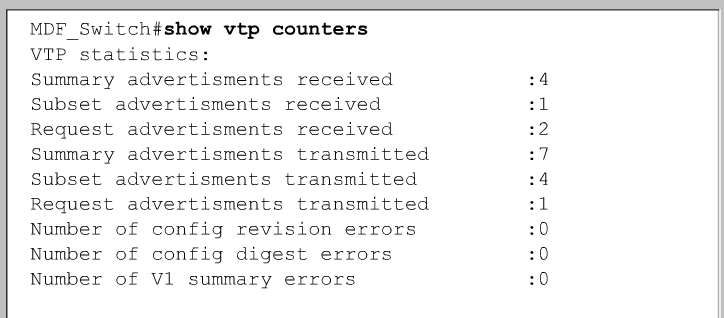 MDF_Switch#show vtp counters
VTP statistics:
Summary advertisments received :4
Subset advertisments received :1
Request advertisments received :2
Summary advertisments transmitted :7
Subset advertisments transmitted :4
Request advertisments transmitted :1
Number of config revision errors :0
Number of config digest errors :0
Number of V1 summary errors :0